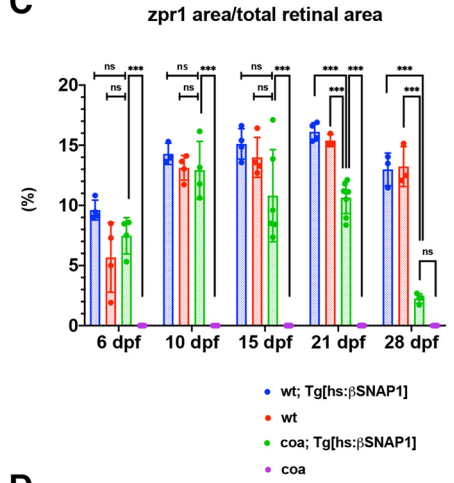 C
zpr1 area/total retinal area
ns *** ns *** ns *** *** *** *** 
ns ns ns *** ***
20
15
(%)
10
ns
5
0
6 dpf 10 dpf 15 dpf 21 dpf 28 dpf
wt; Tg[hs:βSNAP1]
wt
coa; Tg[hs:βSNAP1]
coa